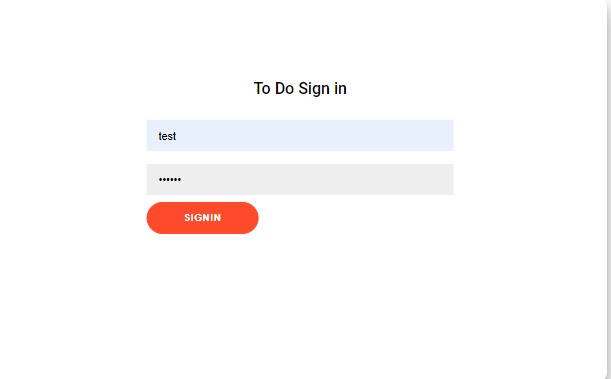 To Do Sign in
test
••••••
SIGNIN